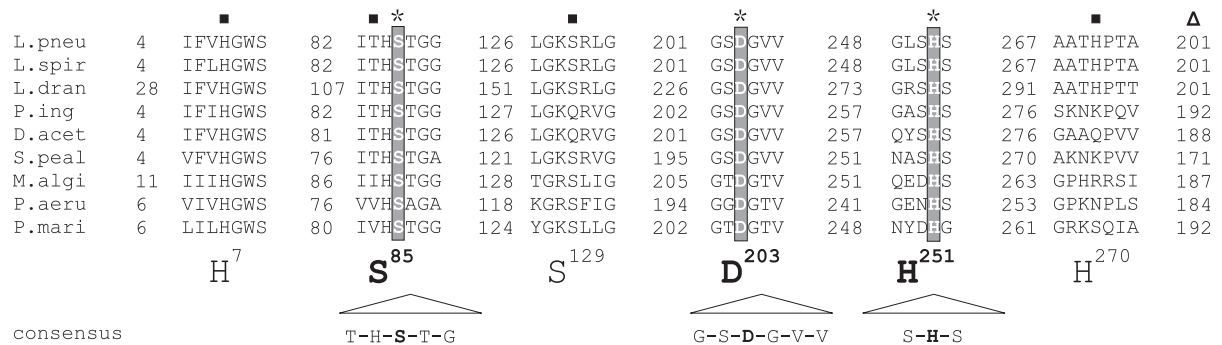 ■ ■ * ■ * * ■ Δ
L.pneu 4 IFVHGWS 82 ITHSTGG 126 LGKSRLG 201 GSDGVV 248 GLSHS 267 AATHPTA 201
L.spir 4 IFLHGWS 82 ITHSTGG 126 LGKSRLG 201 GSDGVV 248 GLSHS 267 AATHPTA 201
L.dran 28 IFVHGWS 107 ITHSTGG 151 LGKSRLG 226 GSDGVV 273 GRSHS 291 AATHPTT 201
P.ing 4 IFIHGWS 82 ITHSTGG 127 LGKQRVG 202 GSDGVV 257 GASHS 276 SKNKPQV 192
D.acet 4 IFVHGWS 81 ITHSTGG 126 LGKQRVG 201 GSDGVV 257 QYSHS 276 GAAQPVV 188
S.peal 4 VFVHGWS 76 ITHSTGA 121 LGKSRVG 195 GSDGVV 251 NASHS 270 AKNKPVV 171
M.algi 11 IIIHGWS 86 IIHSTGG 128 TGRSLIG 205 GTDGTV 251 QEDHS 263 GPHRRSI 187
P.aeru 6 VIVHGWS 76 VVHSAGA 118 KGRSFIG 194 GGDGTV 241 GENHS 253 GPKNPLS 184
P.mari 6 LILHGWS 80 IVHSTGG 124 YGKSLLG 202 GTDGTV 248 NYDHG 261 GRKSQIA 192
H7 S85 S129 D203 H251 H270
consensus T-H-S-T-G G-S-D-G-V-V S-H-S